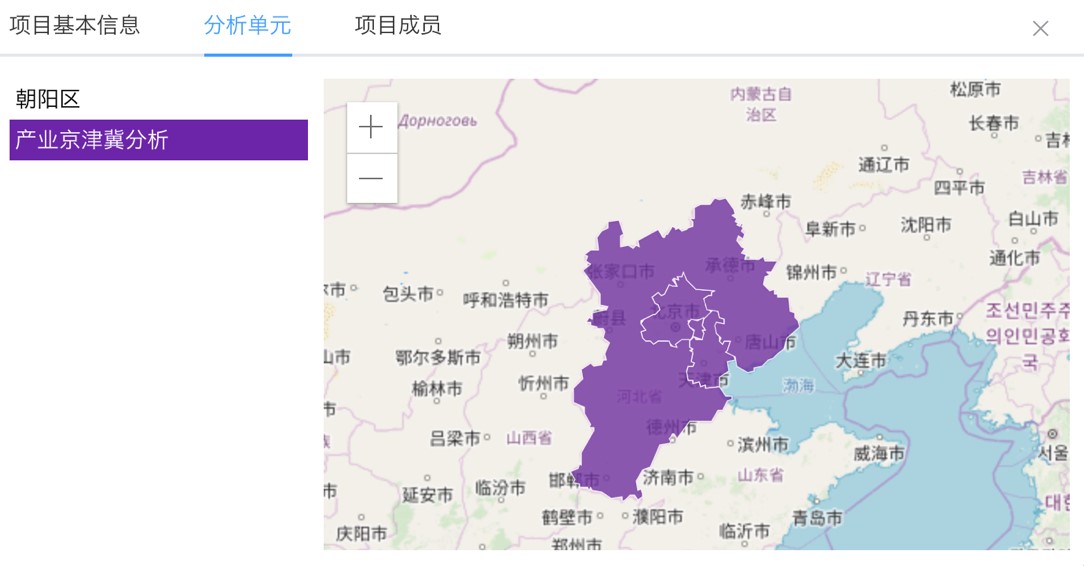 项目基本信息
分析单元
项目成员
朝阳区
产业京津冀分析
Дорноговь
内蒙古自
治区
松原市
长春市
吉林
通辽市
四平市
吉林省
赤峰市
阜新市
沈阳市
白山市
通化市
张家口市
承德市
锦州市
辽宁省
包头市
呼和浩特市
蔚县
北京市
丹东市
조선민주주
의인민공화
국
朔州市
唐山市
大连市
山市
鄂尔多斯市
忻州市
天津市
渤海
榆林市
河北省
德州市
吕梁市
山西省
滨州市
威海市
서울
延安市
临汾市
邯郸市
济南市
山东省
대한
鹤壁市
濮阳市
青岛市
庆阳市
临沂市
郑州市